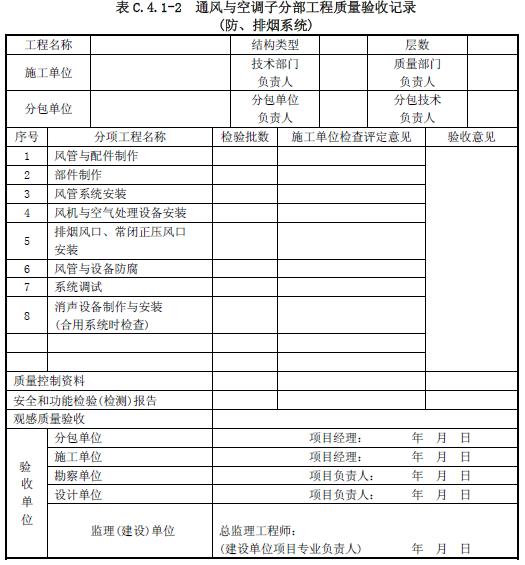 表 C.4.1-2 通风与空调子分部工程质量验收记录
(防、排烟系统)
工程名称 结构类型 层数
施工单位 技术部门负责人 质量部门负责人
分包单位 分包单位负责人 分包技术负责人
序号 分项工程名称 检验批数 施工单位检查评定意见 验收意见
1 风管与配件制作
2 部件制作
3 风管系统安装
4 风机与空气处理设备安装
5 排烟风口、常闭正压风口
安装
6 风管与设备防腐
7 系统调试
8 消声设备制作与安装
(合用系统时检查)
质量控制资料
安全和功能检验(检测)报告
观感质量验收
验收单位
分包单位 项目经理: 年 月 日
施工单位 项目经理: 年 月 日
勘察单位 项目负责人: 年 月 日
设计单位 项目负责人: 年 月 日
监理(建设)单位 总监理工程师:
(建设单位项目专业负责人) 年 月 日